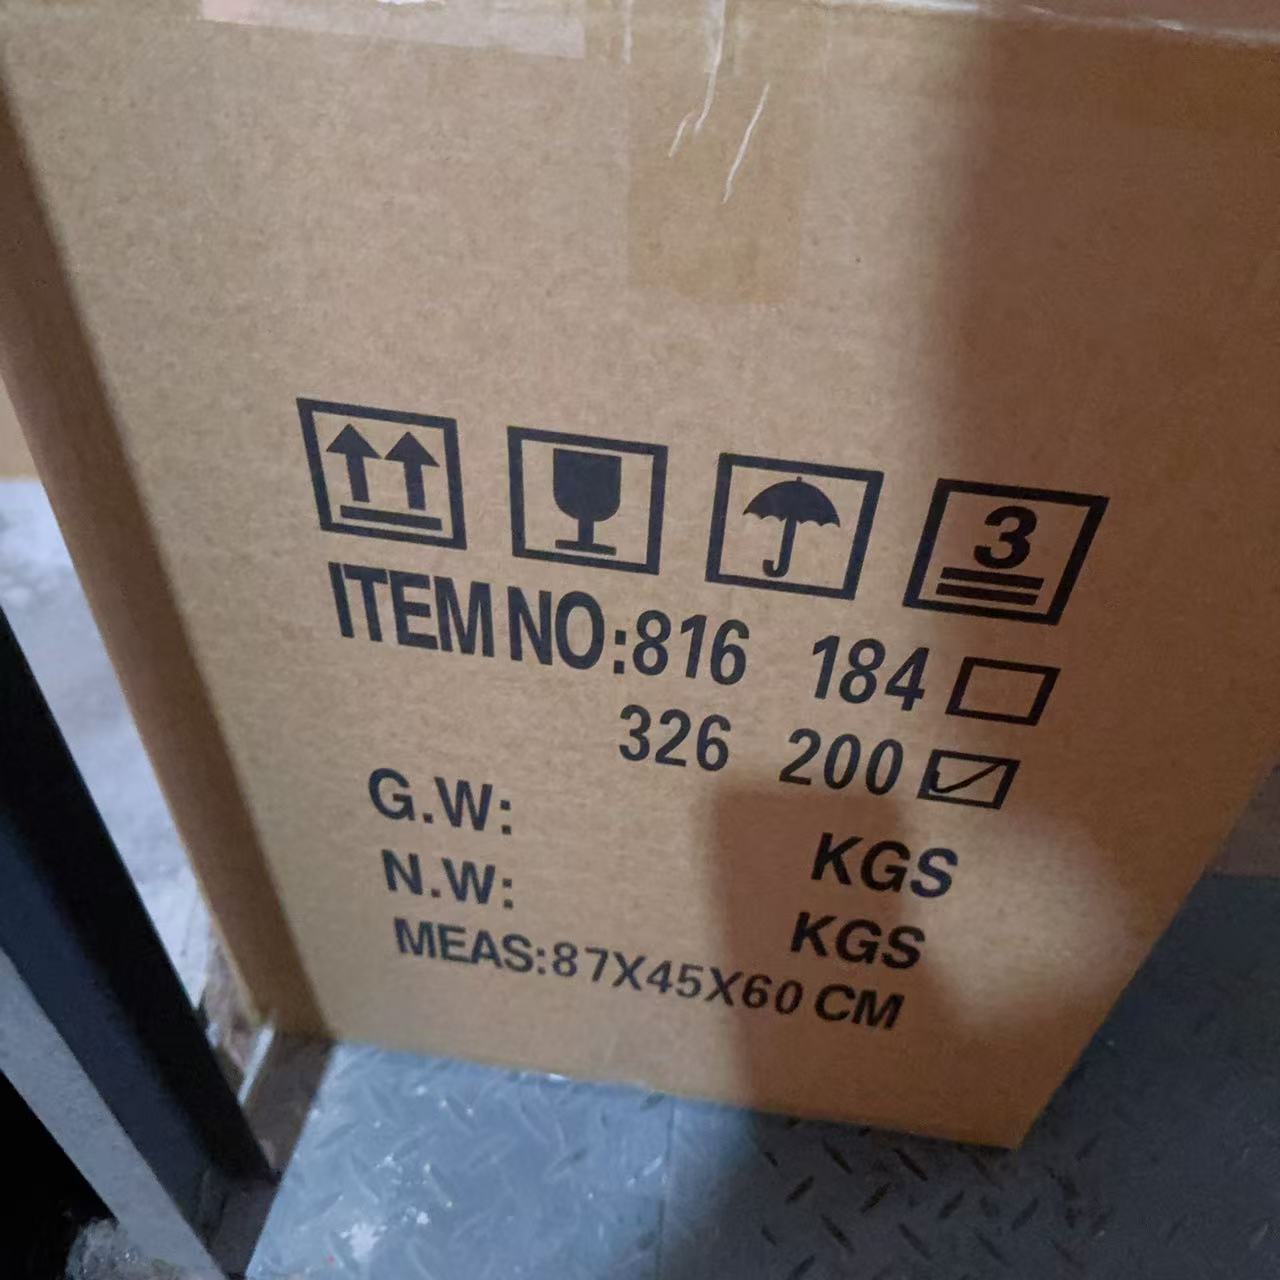 3
ITEM NO:816 184
326 200
G.W: KGS
N.W: KGS
MEAS:87X45X60 CM